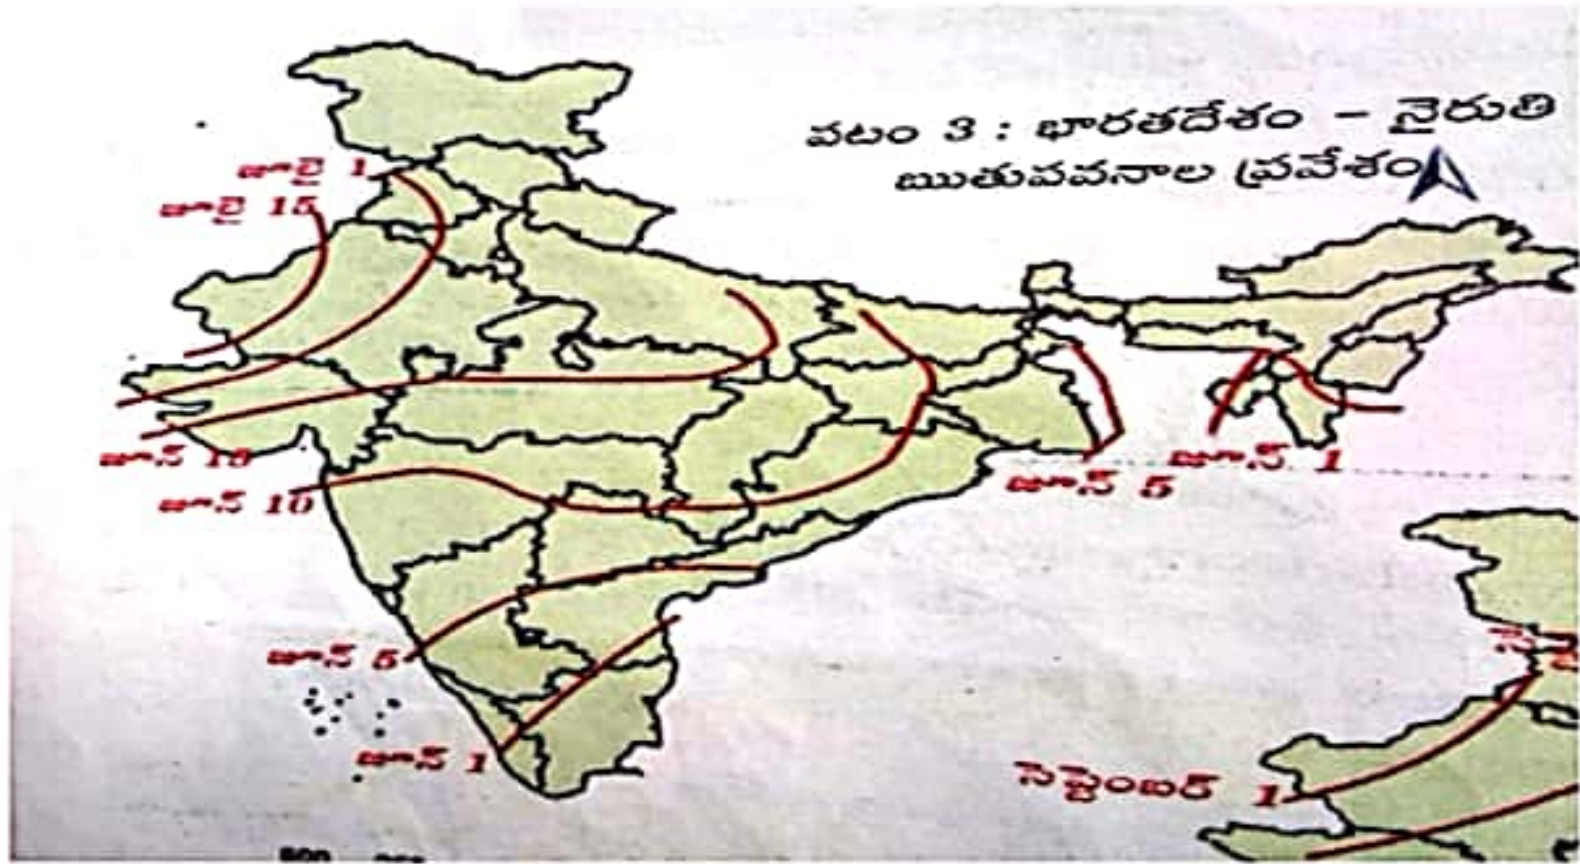 పటం 3 : భారతదేశం - నైరుతి
ఋతుపవనాల ప్రవేశం
జూలై 1
జూలై 15
జూన్ 15
జూన్ 10
జూన్ 5
జూన్ 1
జూన్ 5
జూన్ 1
సెప్టెంబర్ 1